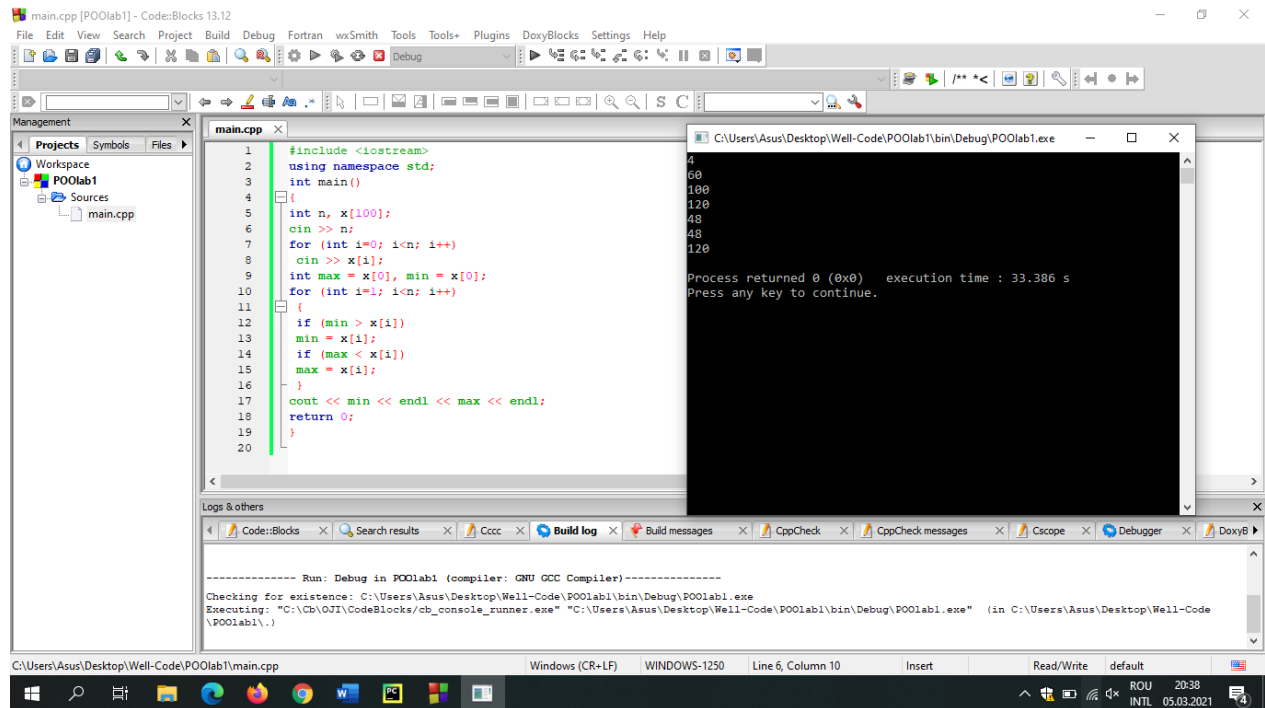 main.cpp [POOlab1] - Code::Blocks 13.12
File Edit View Search Project Build Debug Fortran wxSmith Tools Tools+ Plugins DoxyBlocks Settings Help
Debug
/** *<
S C
Management
main.cpp
Projects Symbols Files
Workspace
POOlab1
Sources
main.cpp
1 #include <iostream>
2 using namespace std;
3 int main()
4 {
5 int n, x[100];
6 cin >> n;
7 for (int i=0; i<n; i++)
8 cin >> x[i];
9 int max = x[0], min = x[0];
10 for (int i=1; i<n; i++)
11 {
12 if (min > x[i])
13 min = x[i];
14 if (max < x[i])
15 max = x[i];
16 }
17 cout << min << endl << max << endl;
18 return 0;
19 }
20
C:\Users\Asus\Desktop\Well-Code\POOlab1\bin\Debug\POOlab1.exe
4
60
100
120
48
48
120
Process returned 0 (0x0) execution time : 33.386 s
Press any key to continue.
Logs & others
Code::Blocks Search results Cccc Build log Build messages CppCheck CppCheck messages Cscope Debugger DoxyB
-------------- Run: Debug in POOlab1 (compiler: GNU GCC Compiler)---------------
Checking for existence: C:\Users\Asus\Desktop\Well-Code\POOlab1\bin\Debug\POOlab1.exe
Executing: "C:\Cb\OJI\CodeBlocks/cb_console_runner.exe" "C:\Users\Asus\Desktop\Well-Code\POOlab1\bin\Debug\POOlab1.exe" (in C:\Users\Asus\Desktop\Well-Code
\POOlab1\.)
C:\Users\Asus\Desktop\Well-Code\POOlab1\main.cpp Windows (CR+LF) WINDOWS-1250 Line 6, Column 10 Insert Read/Write default
ROU 20:38
INTL 05.03.2021
4